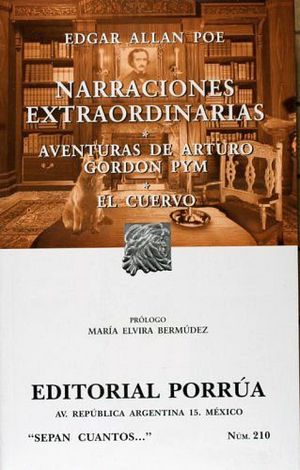 EDGAR ALLAN POE
NARRACIONES
EXTRAORDINARIAS
*
AVENTURAS DE ARTURO
GORDON PYM
*
EL CUERVO
PRÓLOGO
MARÍA ELVIRA BERMÚDEZ
EDITORIAL PORRÚA
AV. REPÚBLICA ARGENTINA 15. MÉXICO
"SEPAN CUANTOS..." NÚM. 210